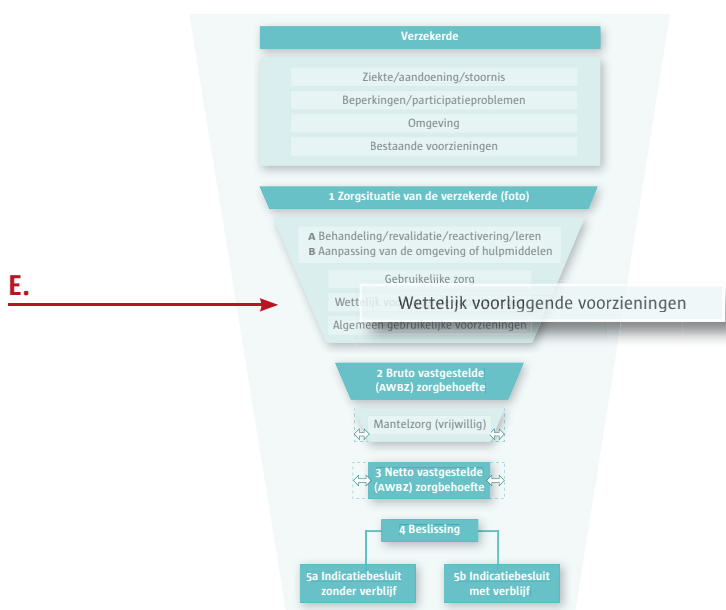 Verzekerde
Ziekte/aandoening/stoornis
Beperkingen/participatieproblemen
Omgeving
Bestaande voorzieningen
1 Zorgsituatie van de verzekerde (foto)
A Behandeling/revalidatie/reactivering/leren
B Aanpassing van de omgeving of hulpmiddelen
Gebruikelijke zorg
E.
Wettelijk voorliggende voorzieningen
Algemeen gebruikelijke voorzieningen
2 Bruto vastgestelde
(AWBZ) zorgbehoefte
Mantelzorg (vrijwillig)
3 Netto vastgestelde
(AWBZ) zorgbehoefte
4 Beslissing
5a Indicatiebesluit
zonder verblijf
5b Indicatiebesluit
met verblijf